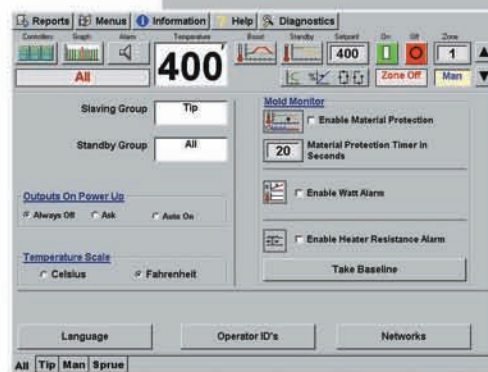 Reports Menus Information Help Diagnostics
Controllers Graph Alarm Temperature Boost Standby Setpoint On Off Zone
400 400 1
All Zone Off Man
Slaving Group Tip
Standby Group All
Outputs On Power Up
Always Off Ask Auto On
Temperature Scale
Celsius Fahrenheit
Mold Monitor
Enable Material Protection
20 Material Protection Timer in
Seconds
Enable Watt Alarm
Enable Heater Resistance Alarm
Take Baseline
Language Operator ID's Networks
All Tip Man Sprue